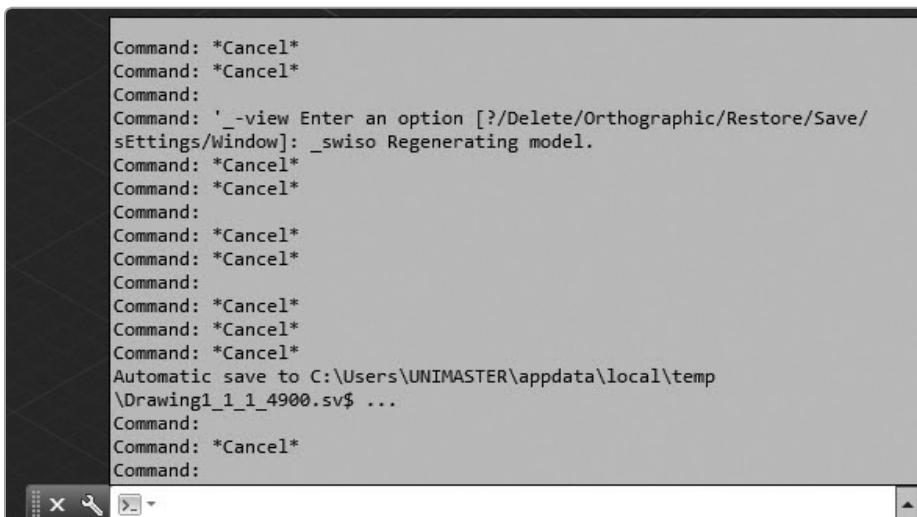 Command: *Cancel*
Command: *Cancel*
Command:
Command: '_-view Enter an option [?/Delete/Orthographic/Restore/Save/
sEttings/Window]: _swiso Regenerating model.
Command: *Cancel*
Command: *Cancel*
Command:
Command: *Cancel*
Command: *Cancel*
Command:
Command: *Cancel*
Command: *Cancel*
Command: *Cancel*
Automatic save to C:\Users\UNIMASTER\appdata\local\temp
\Drawing1_1_1_4900.sv$ ...
Command:
Command: *Cancel*
Command: